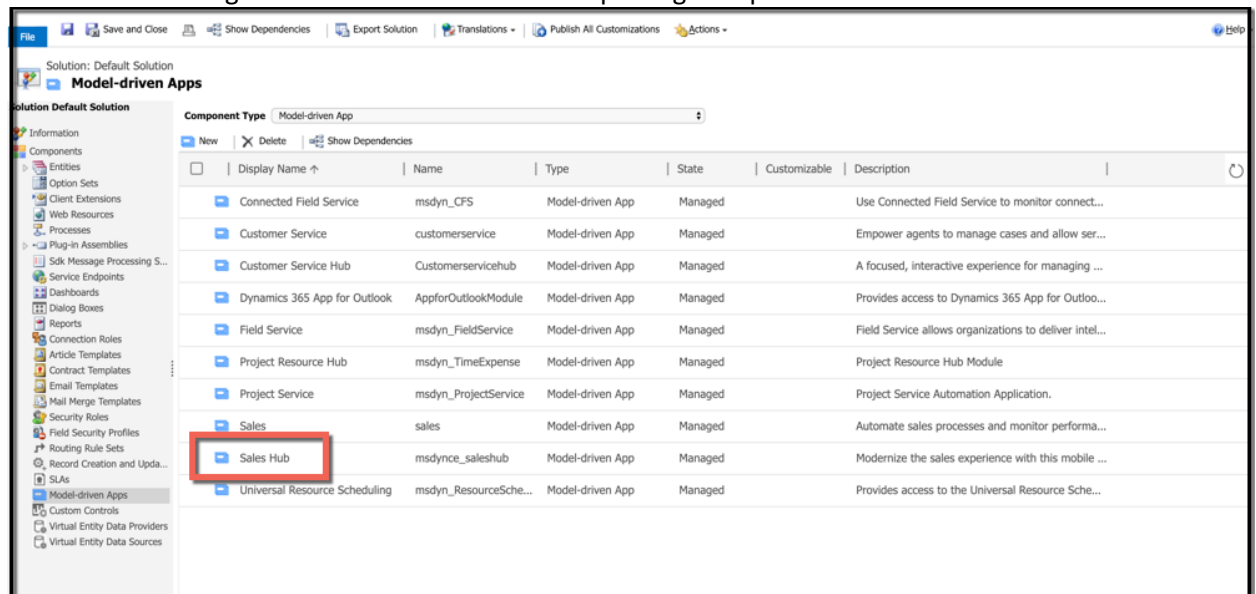 File Save and Close Show Dependencies Export Solution Translations Publish All Customizations Actions Help
Solution: Default Solution
Model-driven Apps
Solution Default Solution
Information
Components
Entities
Option Sets
Client Extensions
Web Resources
Processes
Plug-in Assemblies
Sdk Message Processing S...
Service Endpoints
Dashboards
Dialog Boxes
Reports
Connection Roles
Article Templates
Contract Templates
Email Templates
Mail Merge Templates
Security Roles
Field Security Profiles
Routing Rule Sets
Record Creation and Upda...
SLAs
Model-driven Apps
Custom Controls
Virtual Entity Data Providers
Virtual Entity Data Sources
Component Type Model-driven App
New Delete Show Dependencies
Display Name ↑ Name Type State Customizable Description
Connected Field Service msdyn_CFS Model-driven App Managed Use Connected Field Service to monitor connect...
Customer Service customerservice Model-driven App Managed Empower agents to manage cases and allow ser...
Customer Service Hub Customerservicehub Model-driven App Managed A focused, interactive experience for managing ...
Dynamics 365 App for Outlook AppforOutlookModule Model-driven App Managed Provides access to Dynamics 365 App for Outloo...
Field Service msdyn_FieldService Model-driven App Managed Field Service allows organizations to deliver intel...
Project Resource Hub msdyn_TimeExpense Model-driven App Managed Project Resource Hub Module
Project Service msdyn_ProjectService Model-driven App Managed Project Service Automation Application.
Sales sales Model-driven App Managed Automate sales processes and monitor performa...
Sales Hub msdynce_saleshub Model-driven App Managed Modernize the sales experience with this mobile ...
Universal Resource Scheduling msdyn_ResourceSche... Model-driven App Managed Provides access to the Universal Resource Sche...